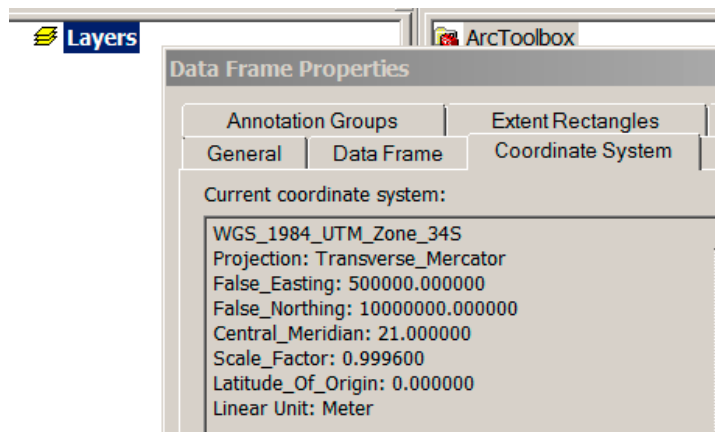 Layers
ArcToolbox
Data Frame Properties
Annotation Groups
Extent Rectangles
General
Data Frame
Coordinate System
Current coordinate system:
WGS_1984_UTM_Zone_34S
Projection: Transverse_Mercator
False_Easting: 500000.000000
False_Northing: 10000000.000000
Central_Meridian: 21.000000
Scale_Factor: 0.999600
Latitude_Of_Origin: 0.000000
Linear Unit: Meter